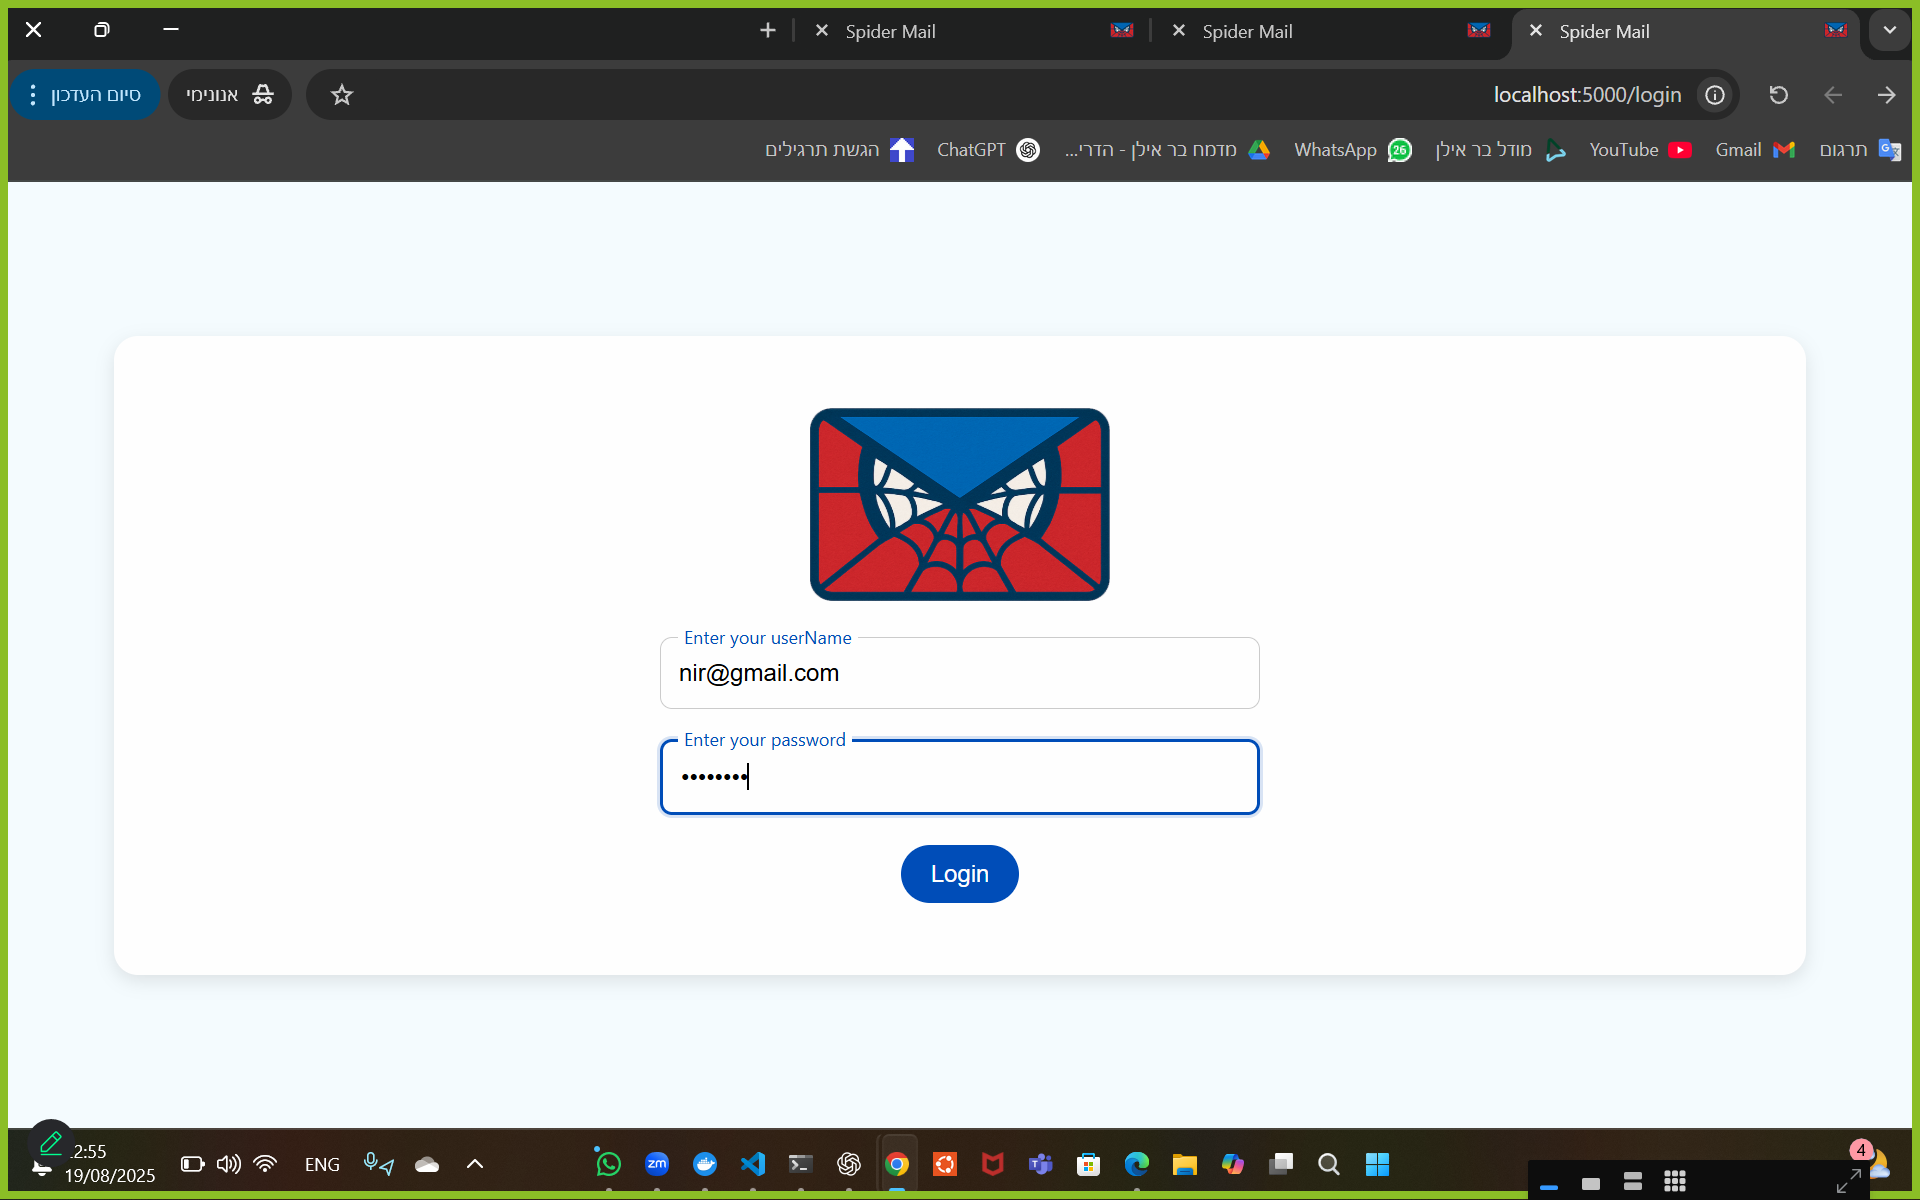 Spider Mail
Spider Mail
Spider Mail
סיום העדכון
אנונימי
localhost:5000/login
תרגום
Gmail
YouTube
מודל בר אילן
WhatsApp
26
מדמח בר אילן - הדרי...
ChatGPT
הגשת תרגילים
Enter your userName
nir@gmail.com
Enter your password
••••••••
Login
2:55
19/08/2025
ENG
zm
4